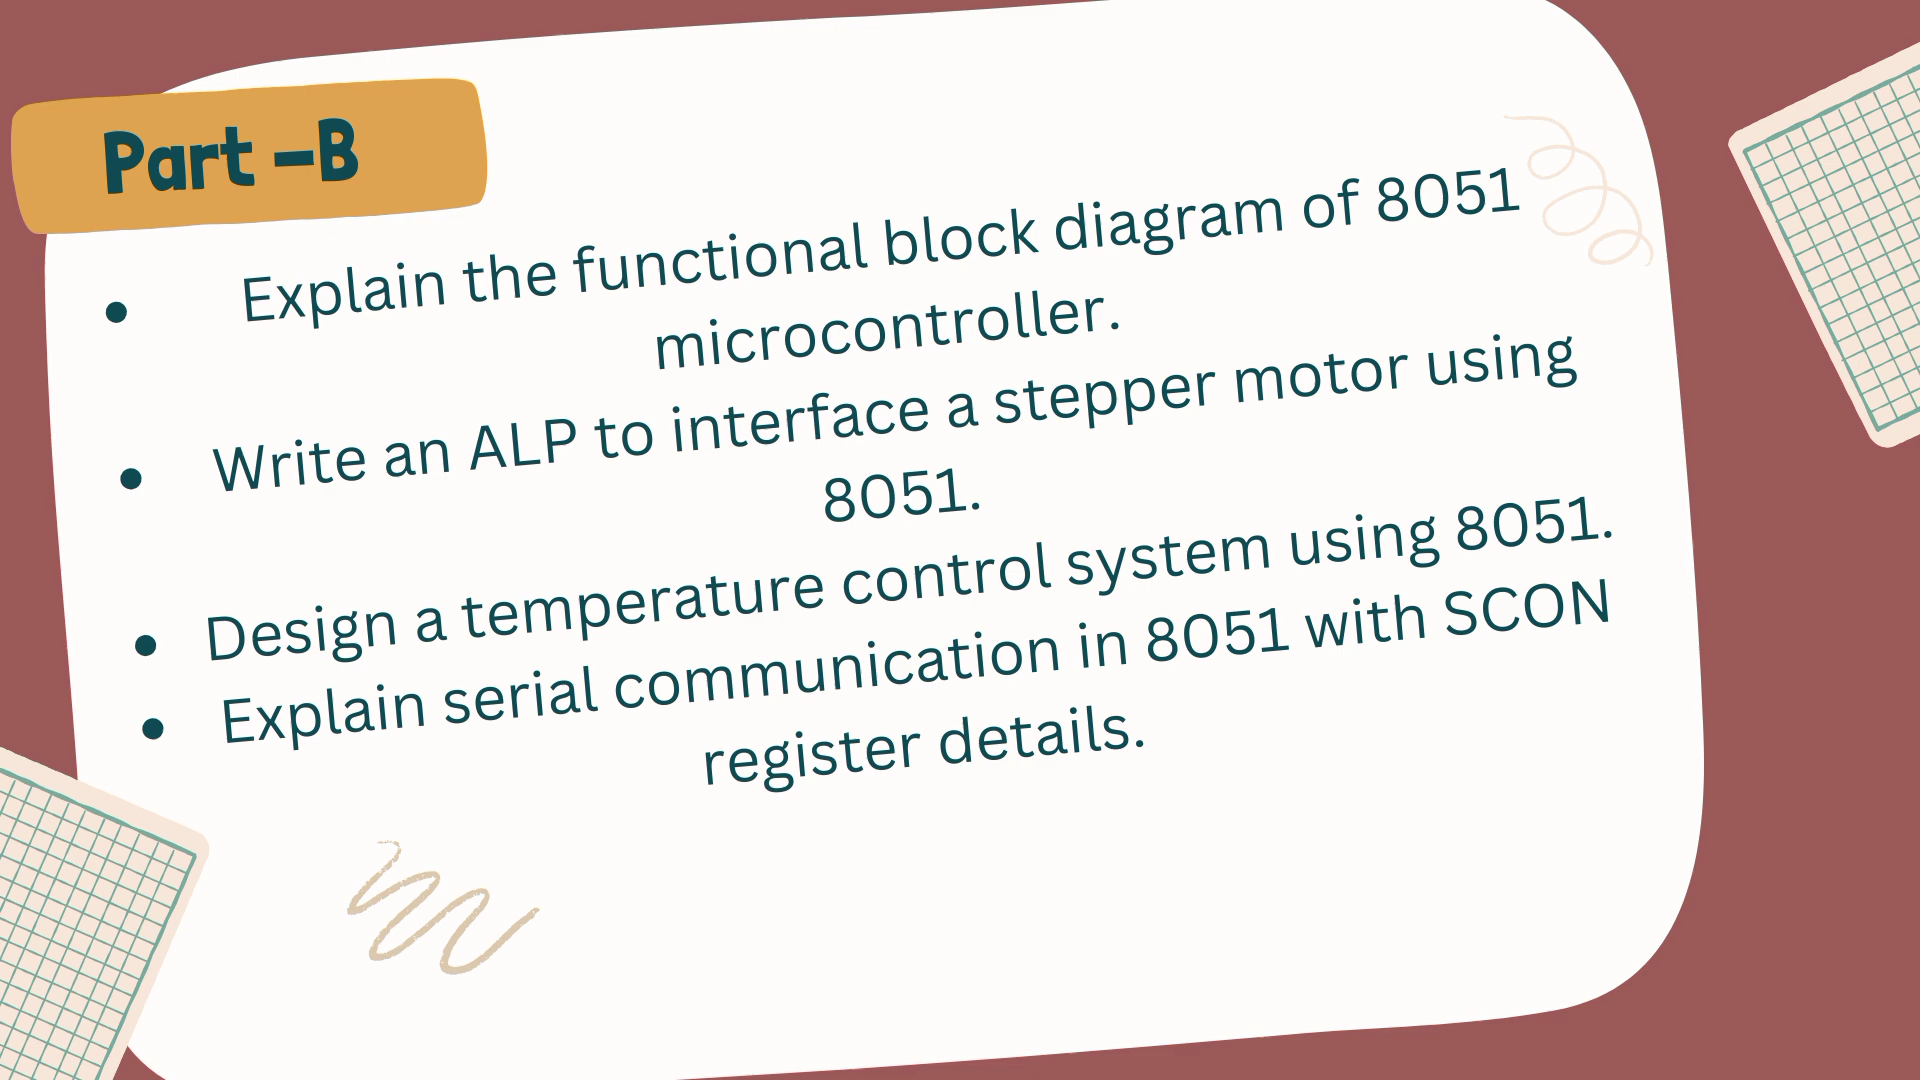 Part –B
• Explain the functional block diagram of 8051
microcontroller.
• Write an ALP to interface a stepper motor using
8051.
• Design a temperature control system using 8051.
• Explain serial communication in 8051 with SCON
register details.